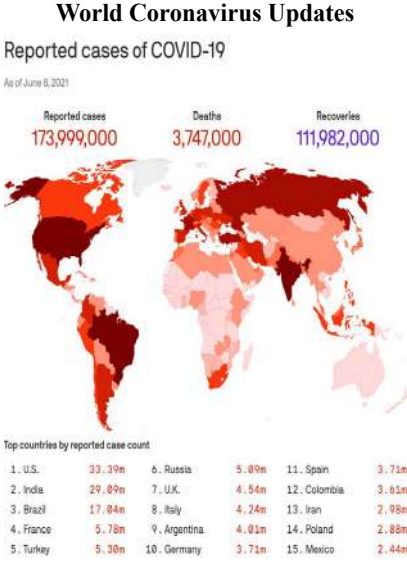 World Coronavirus Updates
Reported cases of COVID-19
As of June 8, 2021
Reported cases Deaths Recoveries
173,999,000 3,747,000 111,982,000
Top countries by reported case count
1. U.S. 33.39m 6. Russia 5.09m 11. Spain 3.71m
2. India 29.09m 7. U.K. 4.54m 12. Colombia 3.61m
3. Brazil 17.04m 8. Italy 4.24m 13. Iran 2.98m
4. France 5.78m 9. Argentina 4.01m 14. Poland 2.88m
5. Turkey 5.30m 10. Germany 3.71m 15. Mexico 2.44m